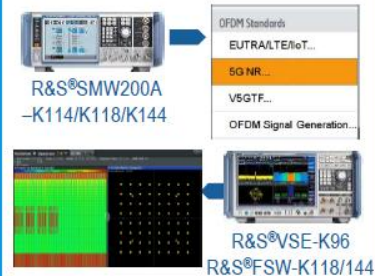 OFDM Standards
EUTRA/LTE/IoT...
5G NR...
V5GTF...
OFDM Signal Generation...
R&S®SMW200A
–K114/K118/K144
R&S®VSE-K96
R&S®FSW-K118/144